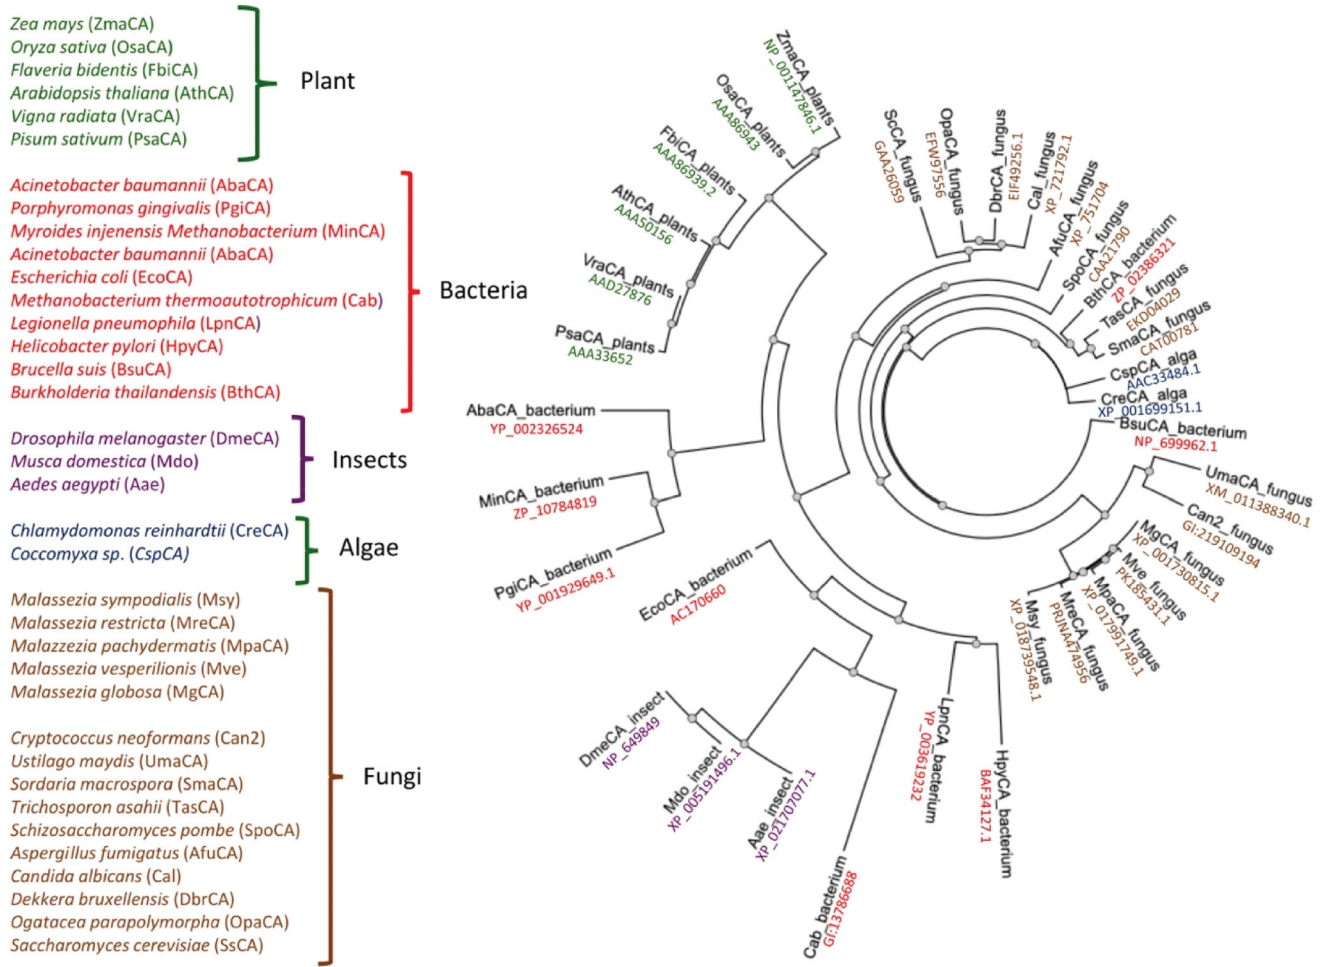 Zea mays (ZmaCA)
Oryza sativa (OsaCA)
Flaveria bidentis (FbiCA)
Arabidopsis thaliana (AthCA)
Vigna radiata (VraCA)
Pisum sativum (PsaCA)
Plant
Acinetobacter baumannii (AbaCA)
Porphyromonas gingivalis (PgiCA)
Myroides injenensis Methanobacterium (MinCA)
Acinetobacter baumannii (AbaCA)
Escherichia coli (EcoCA)
Methanobacterium thermoautotrophicum (Cab)
Legionella pneumophila (LpnCA)
Helicobacter pylori (HpyCA)
Brucella suis (BsuCA)
Burkholderia thailandensis (BthCA)
Bacteria
Drosophila melanogaster (DmeCA)
Musca domestica (Mdo)
Aedes aegypti (Aae)
Insects
Chlamydomonas reinhardtii (CreCA)
Coccomyxa sp. (CspCA)
Algae
Malassezia sympodialis (Msy)
Malassezia restricta (MreCA)
Malazzezia pachydermatis (MpaCA)
Malassezia vesperilionis (Mve)
Malassezia globosa (MgCA)
Cryptococcus neoformans (Can2)
Ustilago maydis (UmaCA)
Sordaria macrospora (SmaCA)
Trichosporon asahii (TasCA)
Schizosaccharomyces pombe (SpoCA)
Aspergillus fumigatus (AfuCA)
Candida albicans (Cal)
Dekkera bruxellensis (DbrCA)
Ogatacea parapolymorpha (OpaCA)
Saccharomyces cerevisiae (SsCA)
Fungi
ZmaCA_plants
NP_001147846.1
OsaCA_plants
AAA86943
FbiCA_plants
AAA86939.2
AthCA_plants
AAA50156
VraCA_plants
AAD27876
PsaCA_plants
AAA33652
AbaCA_bacterium
YP_002326524
MinCA_bacterium
ZP_10784819
PgiCA_bacterium
YP_001929649.1
EcoCA_bacterium
AC170660
DmeCA_insect
NP_649849
Mdo_insect
XP_005191496.1
Aae_insect
XP_021707077.1
Cab_bacterium
GI:13786688
LpnCA_bacterium
YP_003619232
HpyCA_bacterium
BAF34127.1
ScCA_fungus
GAA26059
OpaCA_fungus
EFW97556
DbrCA_fungus
EIF49256.1
Cal_fungus
XP_721792.1
AfuCA_fungus
XP_751704
SpoCA_fungus
CAA21790
BthCA_bacterium
ZP_02386321
TasCA_fungus
EKD04029
SmaCA_fungus
CAT00781
CspCA_alga
AAC33484.1
CreCA_alga
XP_001699151.1
BsuCA_bacterium
NP_699962.1
UmaCA_fungus
XM_011388340.1
Can2_fungus
GI:219109194
MgCA_fungus
XP_001730815.1
Mve_fungus
PK185431.1
MpaCA_fungus
XP_017991749.1
MreCA_fungus
PRJNA474956
Msy_fungus
XP_018739548.1